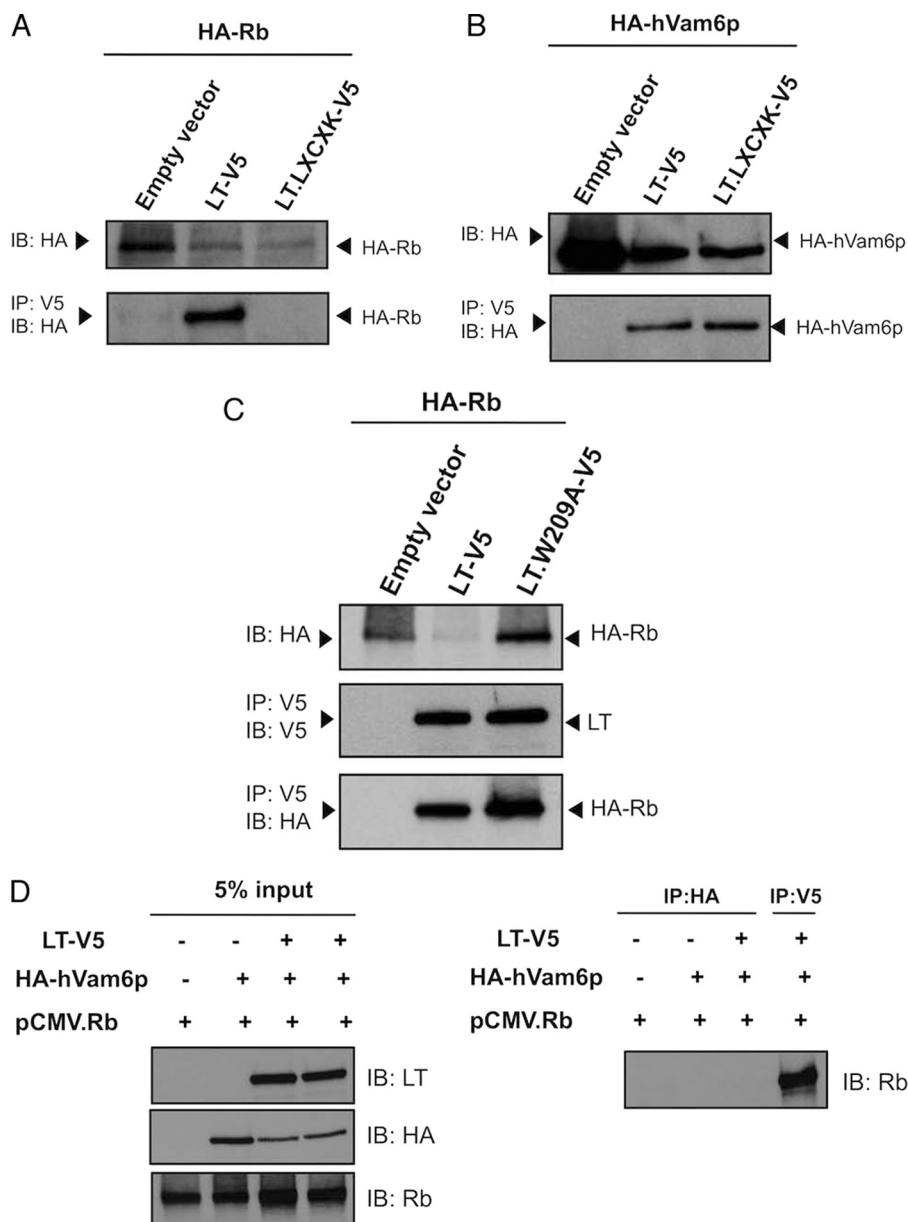 A
HA-Rb
Empty vector
LT-V5
LT.LXCXK-V5
IB: HA
HA-Rb
IP: V5
IB: HA
HA-Rb
B
HA-hVam6p
Empty vector
LT-V5
LT.LXCXK-V5
IB: HA
HA-hVam6p
IP: V5
IB: HA
HA-hVam6p
C
HA-Rb
Empty vector
LT-V5
LT.W209A-V5
IB: HA
HA-Rb
IP: V5
IB: V5
LT
IP: V5
IB: HA
HA-Rb
D
5% input
LT-V5 - - + +
HA-hVam6p - + + +
pCMV.Rb + + + +
IB: LT
IB: HA
IB: Rb
IP:HA IP:V5
LT-V5 - - + +
HA-hVam6p - + + +
pCMV.Rb + + + +
IB: Rb